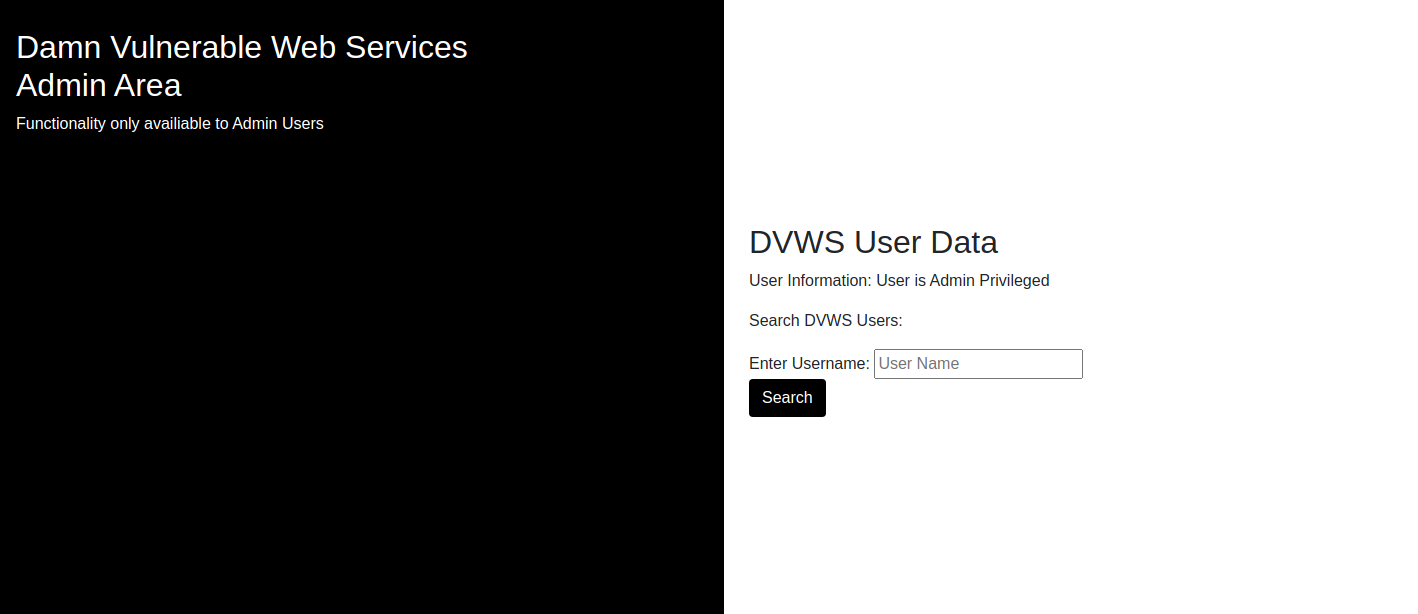 Damn Vulnerable Web Services
Admin Area
Functionality only availiable to Admin Users
DVWS User Data
User Information: User is Admin Privileged
Search DVWS Users:
Enter Username: User Name
Search